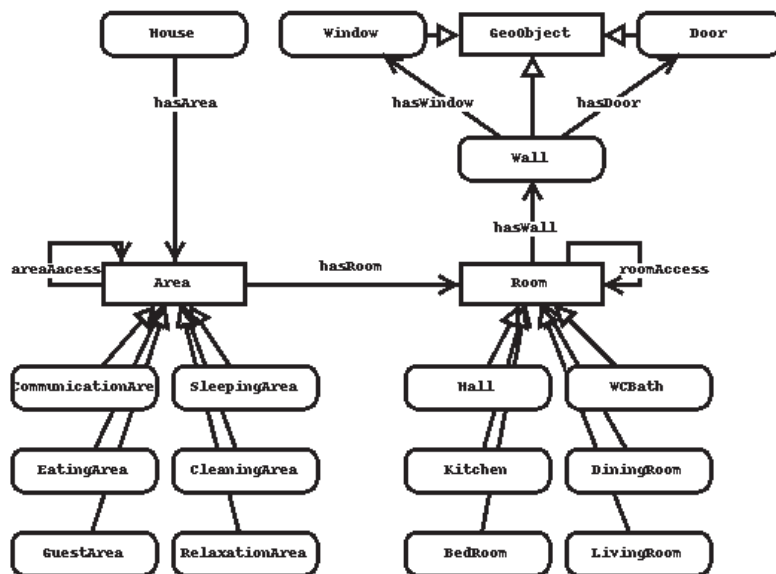 House
Window
GeoObject
Door
hasArea
hasWindow
hasDoor
Wall
hasWall
areaAacess
Area
hasRoom
Room
roomAccess
CommunicationAre
SleepingArea
Hall
WCBath
EatingArea
CleaningArea
Kitchen
DiningRoom
GuestArea
RelaxationArea
BedRoom
LivingRoom